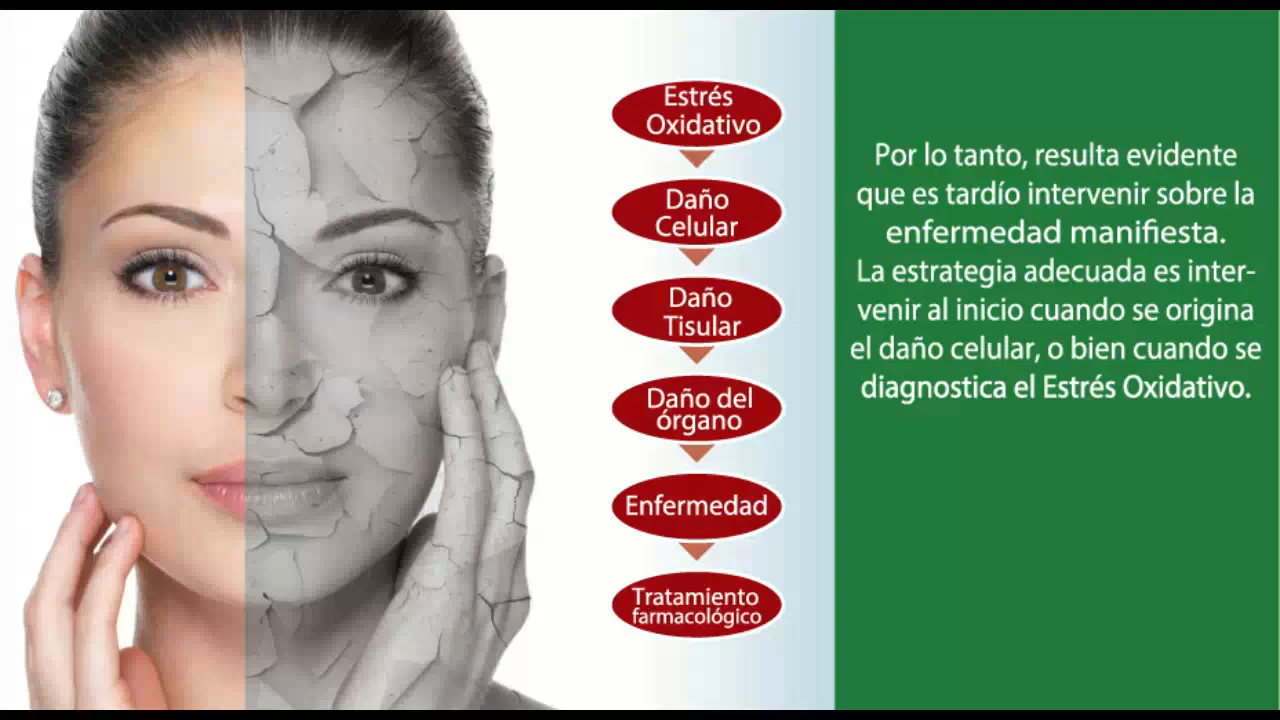 Estrés
Oxidativo
Daño
Celular
Daño
Tisular
Daño del
órgano
Enfermedad
Tratamiento
farmacológico
Por lo tanto, resulta evidente
que es tardío intervenir sobre la
enfermedad manifiesta.
La estrategia adecuada es inter-
venir al inicio cuando se origina
el daño celular, o bien cuando se
diagnostica el Estrés Oxidativo.